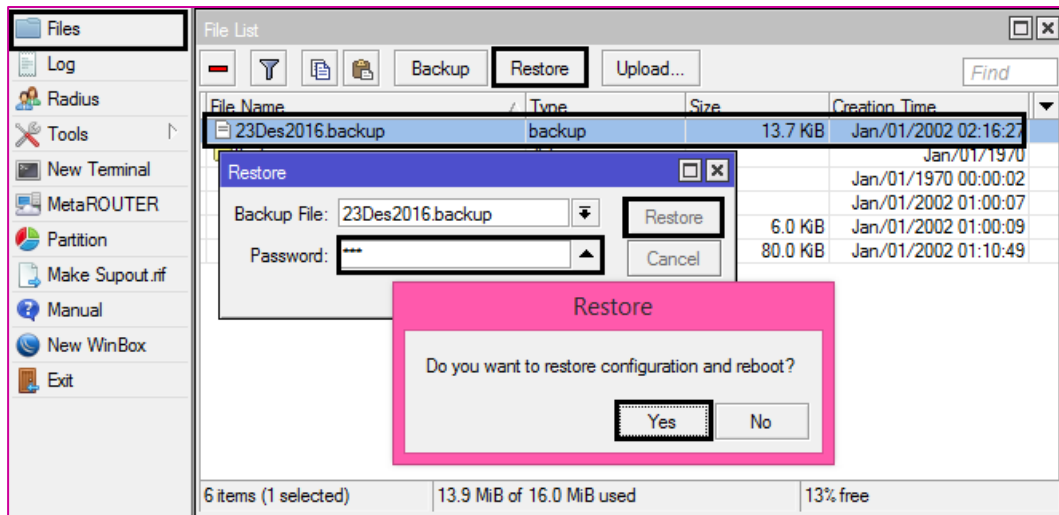 Files
Log
Radius
Tools
New Terminal
MetaROUTER
Partition
Make Supout.rif
Manual
New WinBox
Exit
File List
Backup Restore Upload... Find
File Name Type Size Creation Time
23Des2016.backup backup 13.7 KiB Jan/01/2002 02:16:27
Jan/01/1970
Jan/01/1970 00:00:02
Jan/01/2002 01:00:07
6.0 KiB Jan/01/2002 01:00:09
80.0 KiB Jan/01/2002 01:10:49
Restore
Backup File: 23Des2016.backup Restore
Password: *** Cancel
Restore
Do you want to restore configuration and reboot?
Yes No
6 items (1 selected) 13.9 MiB of 16.0 MiB used 13% free